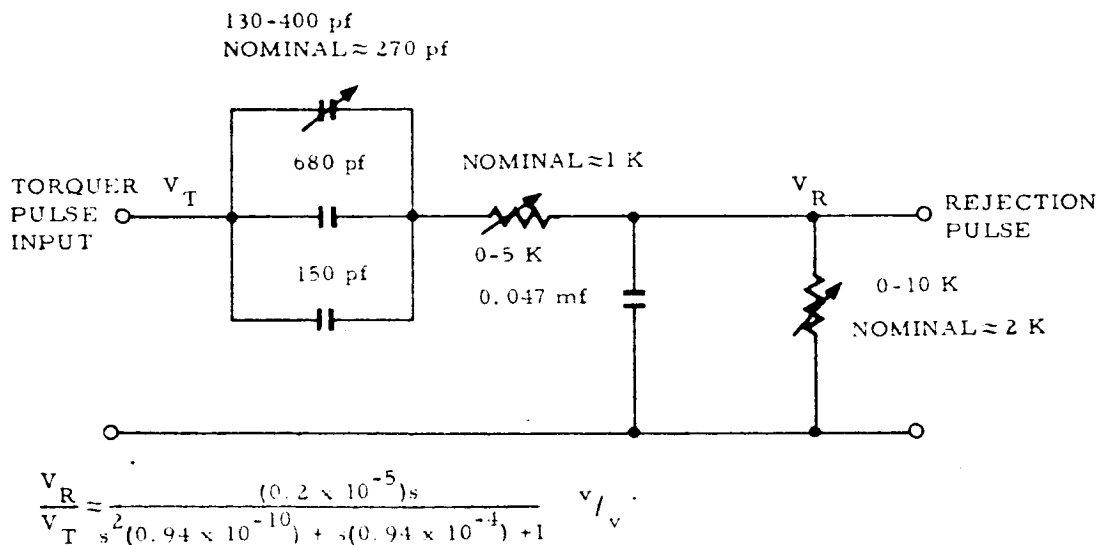 130-400 pf
NOMINAL ≈ 270 pf
680 pf
150 pf
TORQUER
PULSE
INPUT
V_T
NOMINAL ≈ 1 K
0-5 K
0.047 mf
V_R
REJECTION
PULSE
0-10 K
NOMINAL ≈ 2 K
V_R / V_T ≈ (0.2 x 10^-5)s / s^2(0.94 x 10^-10) + s(0.94 x 10^-4) +1 v/v